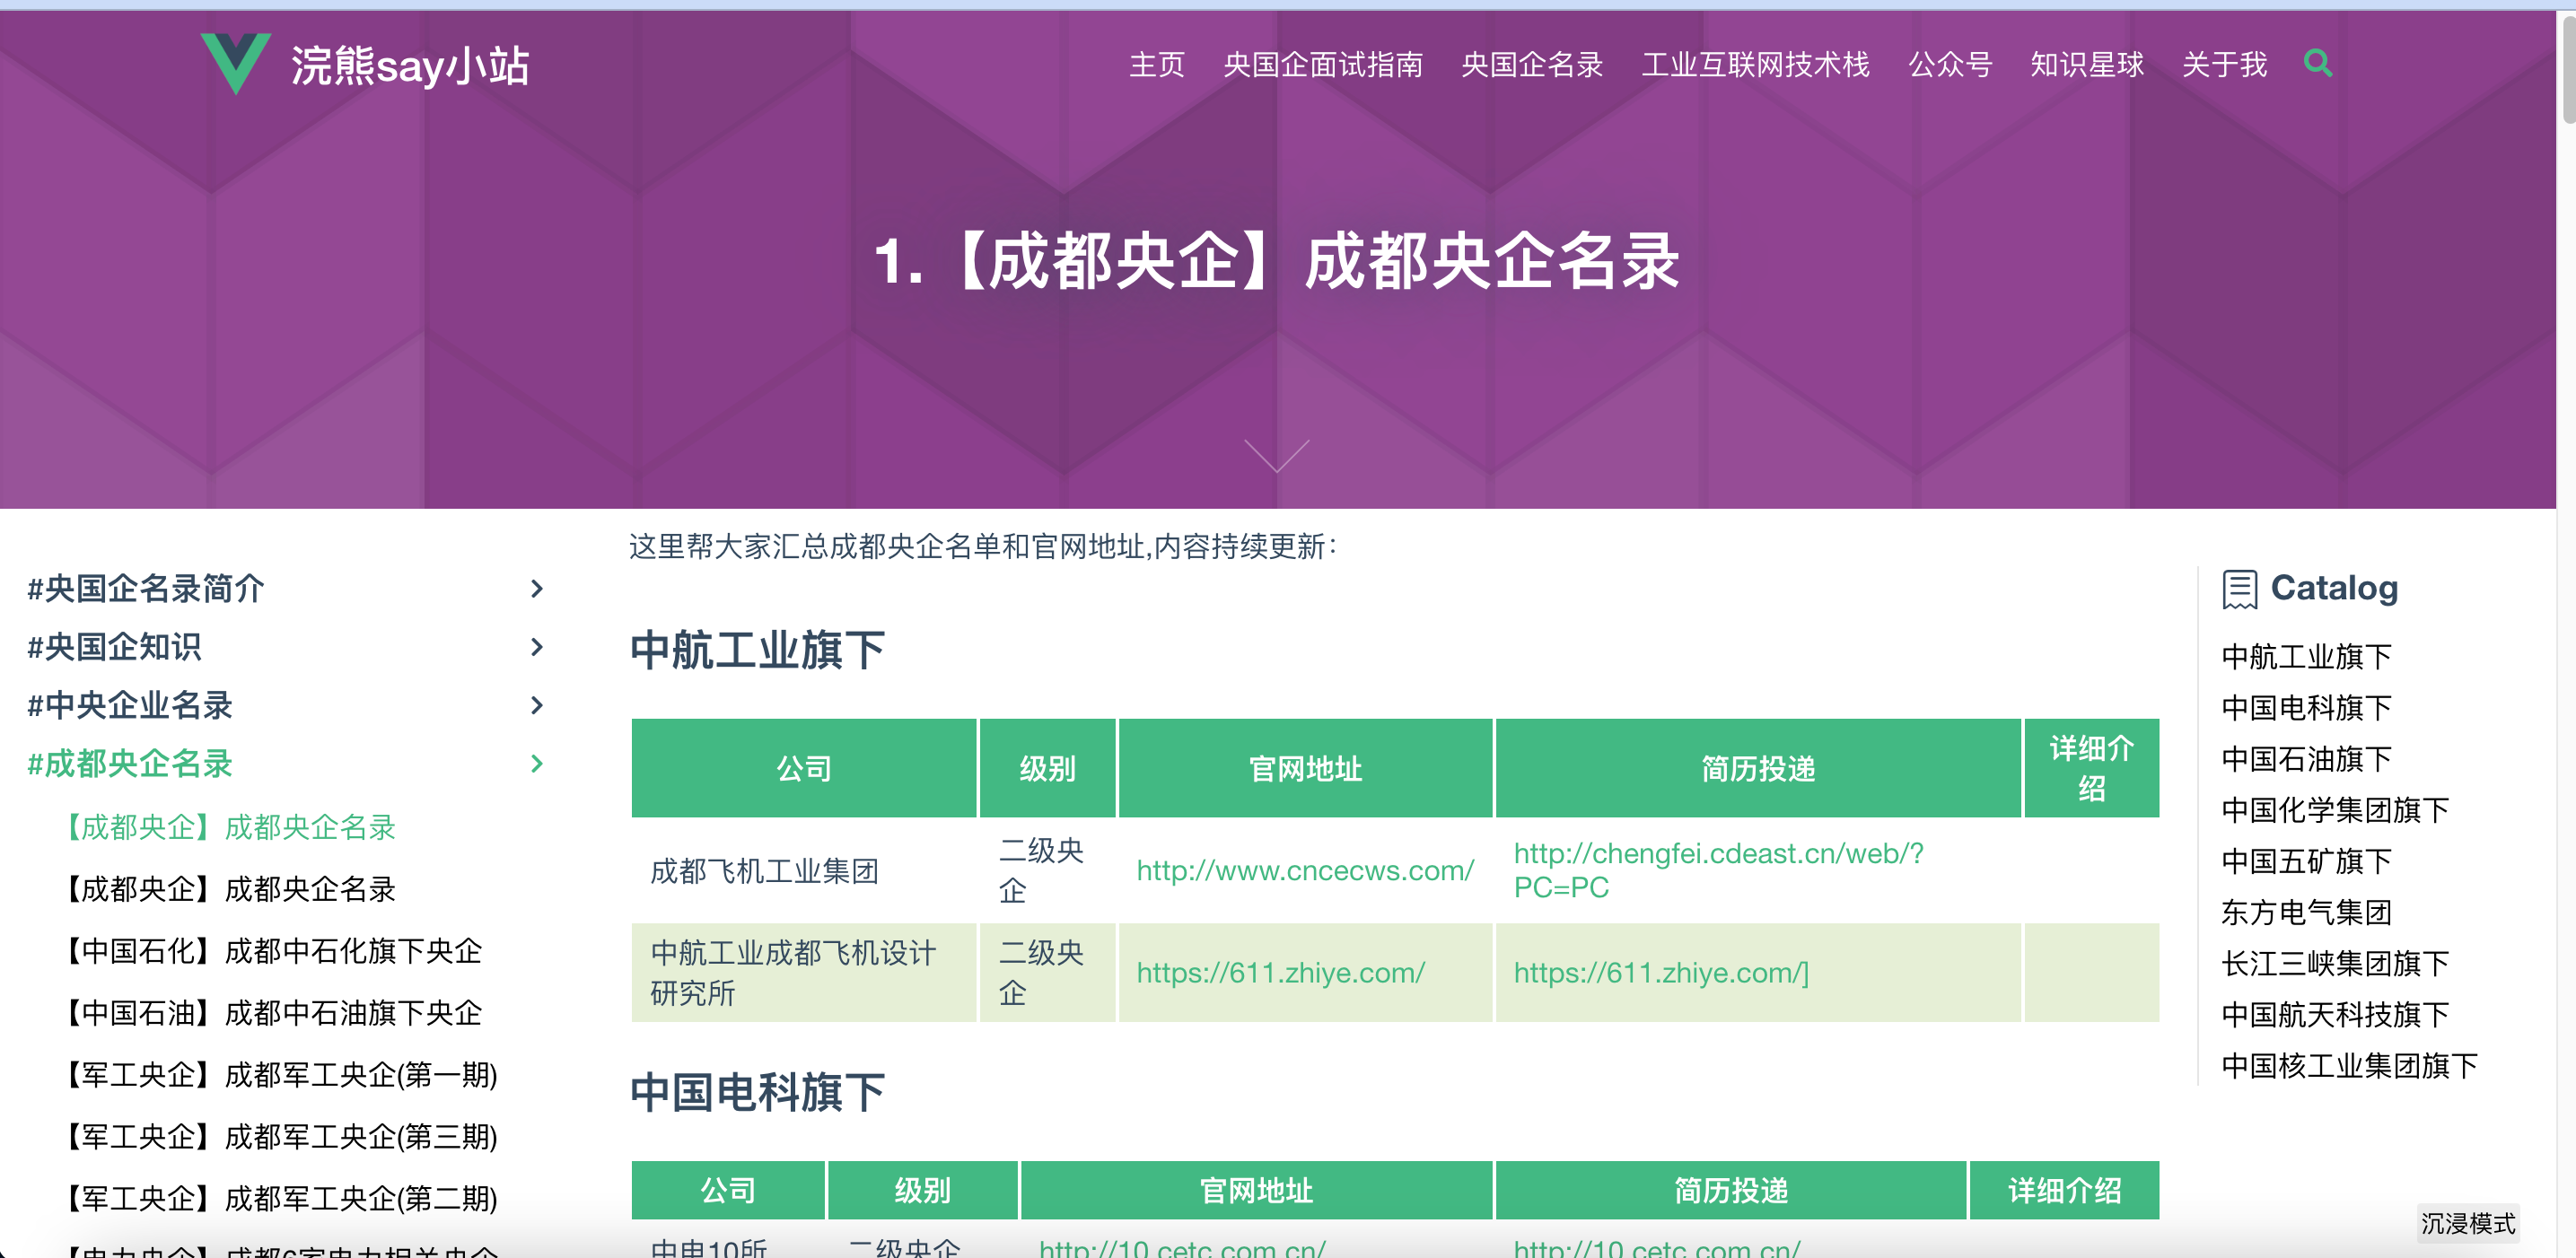 浣熊say小站
主页 央国企面试指南 央国企名录 工业互联网技术栈 公众号 知识星球 关于我
1.【成都央企】成都央企名录
#央国企名录简介
#央国企知识
#中央企业名录
#成都央企名录
【成都央企】成都央企名录
【成都央企】成都央企名录
【中国石化】成都中石化旗下央企
【中国石油】成都中石油旗下央企
【军工央企】成都军工央企(第一期)
【军工央企】成都军工央企(第三期)
【军工央企】成都军工央企(第二期)
【电力央企】成都6家电力相关央企
这里帮大家汇总成都央企名单和官网地址,内容持续更新：
中航工业旗下
公司 级别 官网地址 简历投递 详细介
绍
成都飞机工业集团 二级央
企 http://www.cncecws.com/ http://chengfei.cdeast.cn/web/?
PC=PC
中航工业成都飞机设计
研究所 二级央
企 https://611.zhiye.com/ https://611.zhiye.com/]
中国电科旗下
公司 级别 官网地址 简历投递 详细介绍
中电10所 二级央企 http://10.cetc.com.cn/ http://10.cetc.com.cn/
Catalog
中航工业旗下
中国电科旗下
中国石油旗下
中国化学集团旗下
中国五矿旗下
东方电气集团
长江三峡集团旗下
中国航天科技旗下
中国核工业集团旗下
沉浸模式